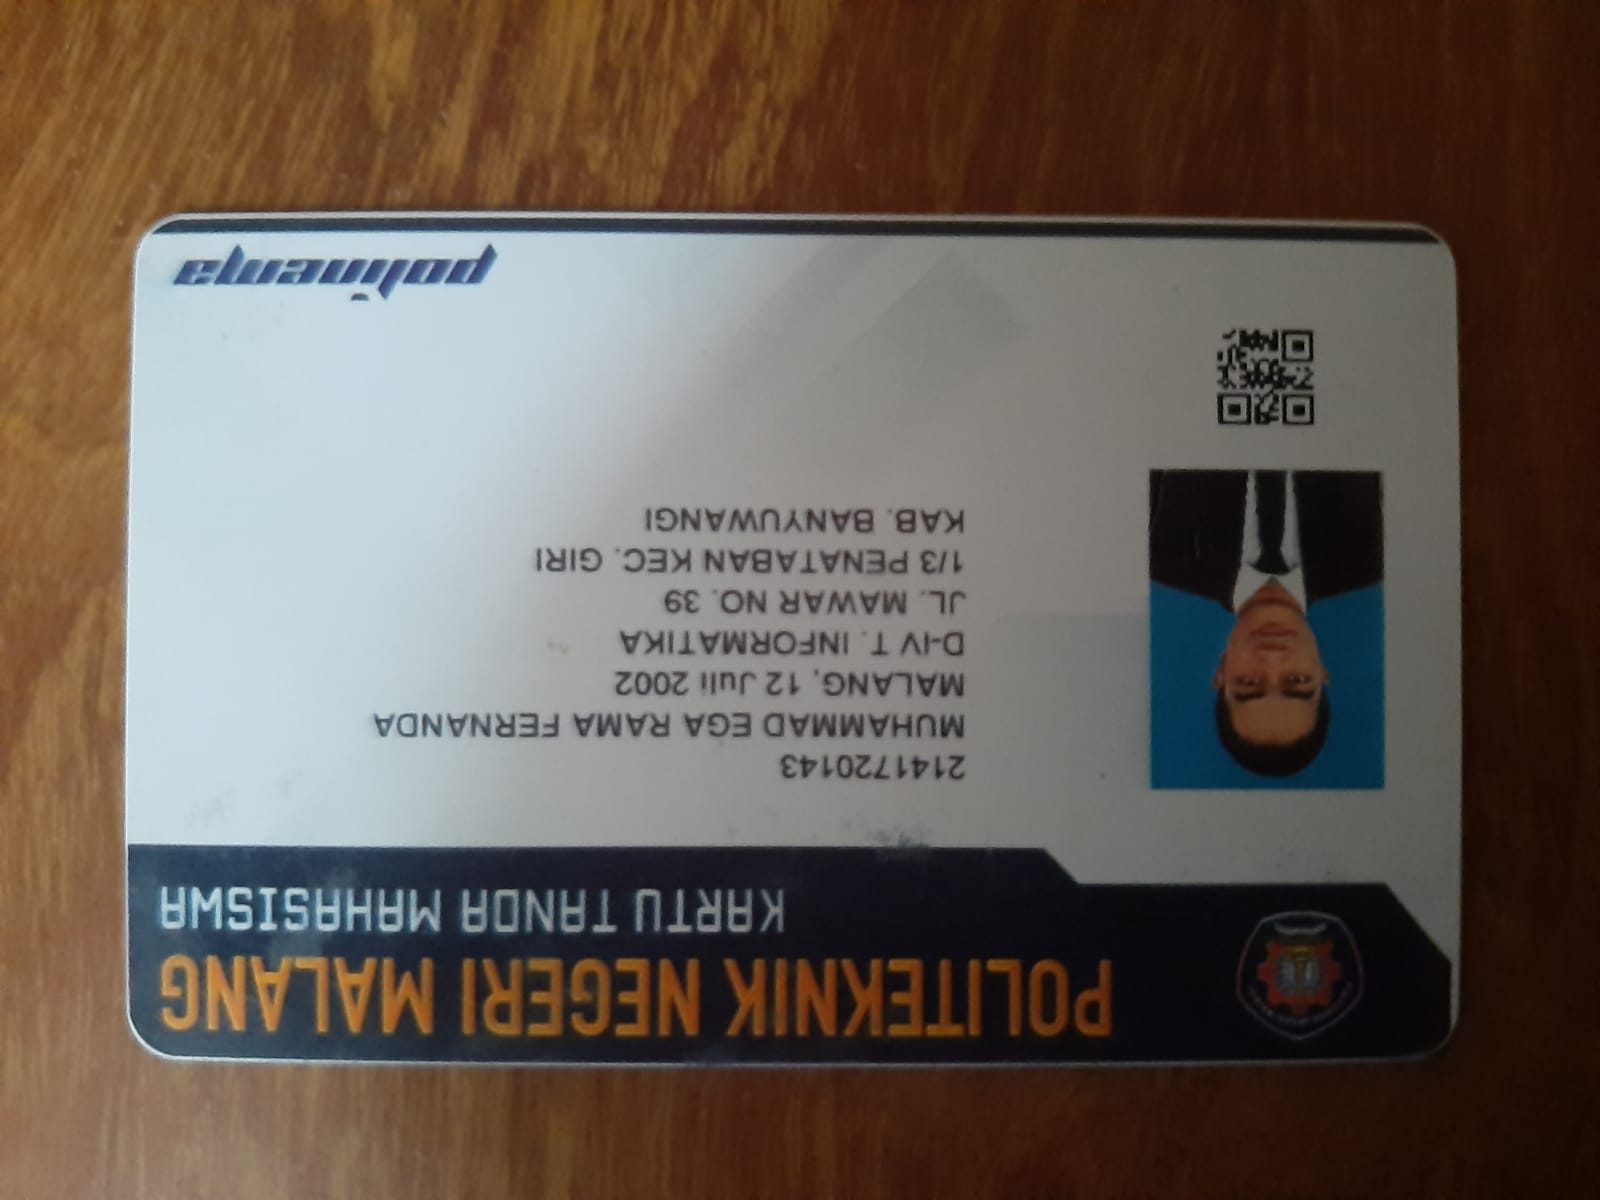 POLITEKNIK NEGERI MALANG
KARTU TANDA MAHASISWA
2141720143
MUHAMMAD EGA RAMA FERNANDA
MALANG, 12 Juli 2002
D-IV T. INFORMATIKA
JL. MAWAR NO. 39
1/3 PENATABAN KEC. GIRI
KAB. BANYUWANGI
polinema